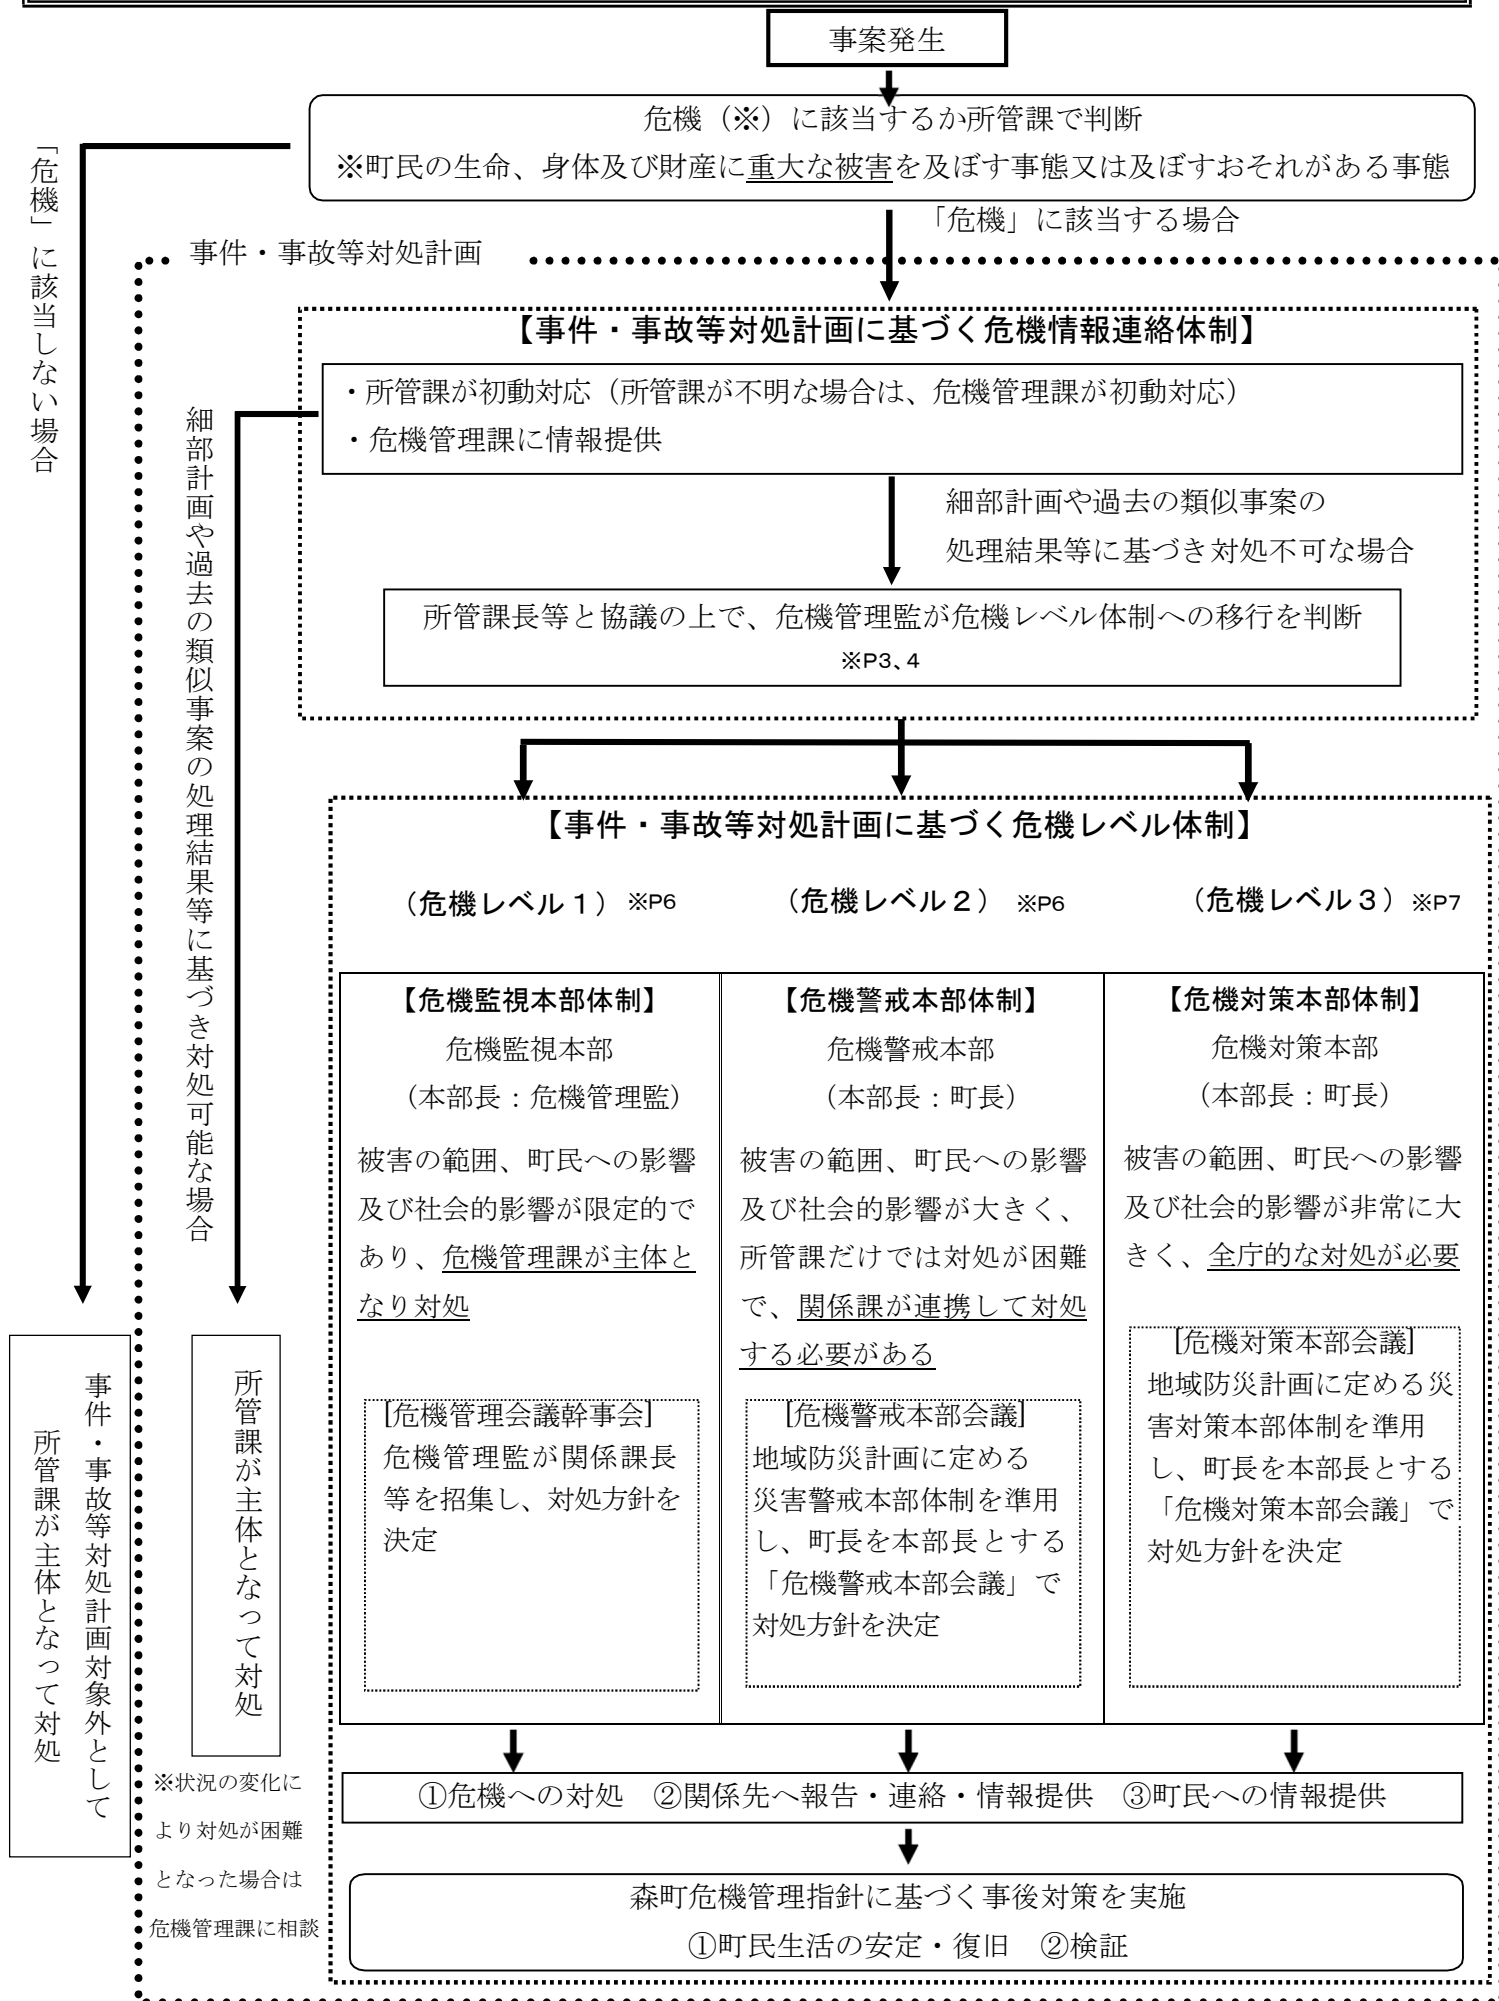 事案発生
危機（※）に該当するか所管課で判断
※町民の生命、身体及び財産に重大な被害を及ぼす事態又は及ぼすおそれがある事態
「危機」に該当しない場合
「危機」に該当する場合
事件・事故等対処計画
【事件・事故等対処計画に基づく危機情報連絡体制】
・所管課が初動対応（所管課が不明な場合は、危機管理課が初動対応）
・危機管理課に情報提供
細部計画や過去の類似事案の処理結果等に基づき対処可能な場合
細部計画や過去の類似事案の
処理結果等に基づき対処不可な場合
所管課長等と協議の上で、危機管理監が危機レベル体制への移行を判断
※P3、4
【事件・事故等対処計画に基づく危機レベル体制】
（危機レベル１）※P6
（危機レベル２）※P6
（危機レベル３）※P7
【危機監視本部体制】
危機監視本部
（本部長：危機管理監）
被害の範囲、町民への影響
及び社会的影響が限定的で
あり、危機管理課が主体と
なり対処
[危機管理会議幹事会]
危機管理監が関係課長
等を招集し、対処方針を
決定
【危機警戒本部体制】
危機警戒本部
（本部長：町長）
被害の範囲、町民への影響
及び社会的影響が大きく、
所管課だけでは対処が困難
で、関係課が連携して対処
する必要がある
[危機警戒本部会議]
地域防災計画に定める
災害警戒本部体制を準用
し、町長を本部長とする
「危機警戒本部会議」で
対処方針を決定
【危機対策本部体制】
危機対策本部
（本部長：町長）
被害の範囲、町民への影響
及び社会的影響が非常に大
きく、全庁的な対処が必要
[危機対策本部会議]
地域防災計画に定める災
害対策本部体制を準用
し、町長を本部長とする
「危機対策本部会議」で
対処方針を決定
事件・事故等対処計画対象外として
所管課が主体となって対処
所管課が主体となって対処
※状況の変化に
より対処が困難
となった場合は
危機管理課に相談
①危機への対処　②関係先へ報告・連絡・情報提供　③町民への情報提供
森町危機管理指針に基づく事後対策を実施
①町民生活の安定・復旧　②検証